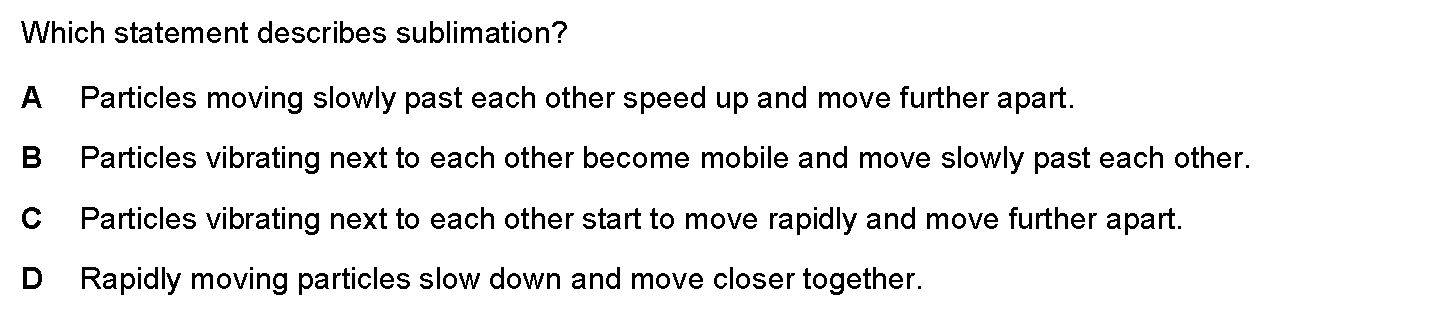 Which statement describes sublimation?
A Particles moving slowly past each other speed up and move further apart.
B Particles vibrating next to each other become mobile and move slowly past each other.
C Particles vibrating next to each other start to move rapidly and move further apart.
D Rapidly moving particles slow down and move closer together.